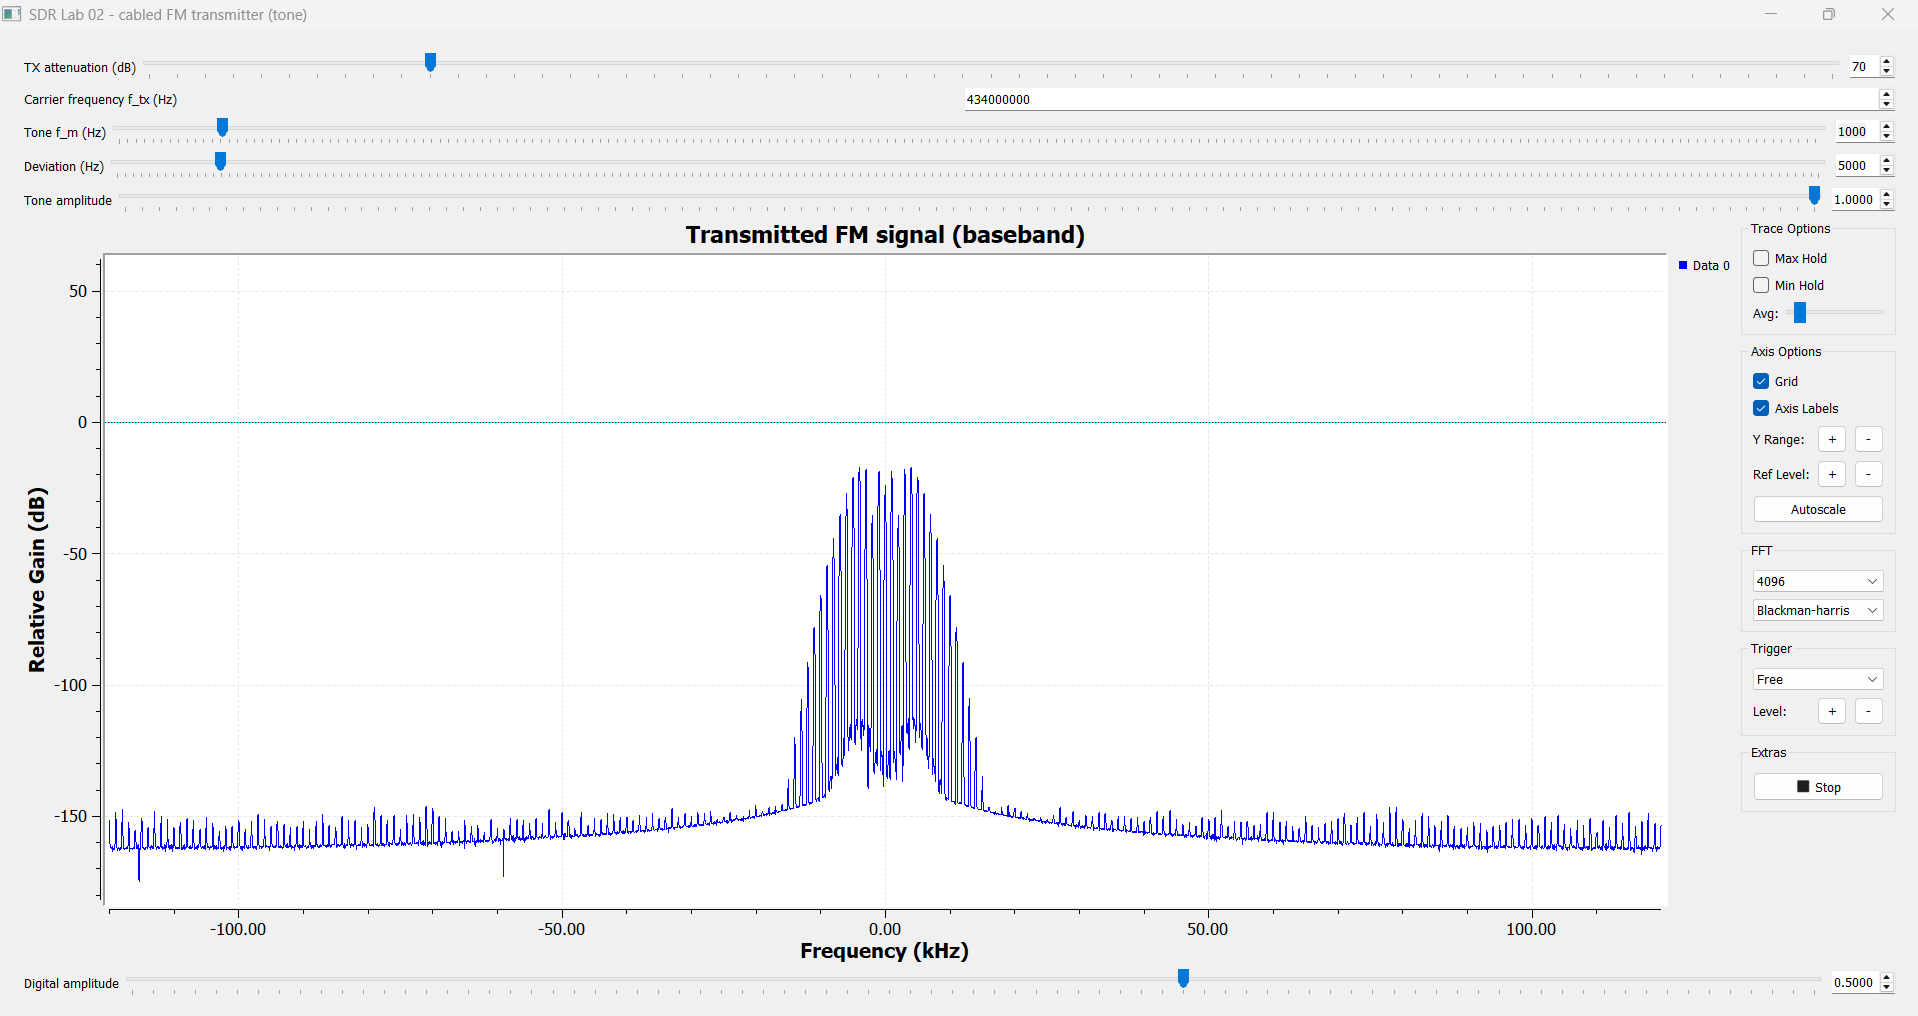 SDR Lab 02 - cabled FM transmitter (tone)
TX attenuation (dB) 70
Carrier frequency f_tx (Hz) 434000000
Tone f_m (Hz) 1000
Deviation (Hz) 5000
Tone amplitude 1.0000
Transmitted FM signal (baseband)
Data 0
Trace Options
Max Hold
Min Hold
Avg:
Axis Options
Grid
Axis Labels
Y Range: + -
Ref Level: + -
Autoscale
FFT
4096
Blackman-harris
Trigger
Free
Level: + -
Extras
Stop
Relative Gain (dB)
50
0
-50
-100
-150
-100.00 -50.00 0.00 50.00 100.00
Frequency (kHz)
Digital amplitude 0.5000